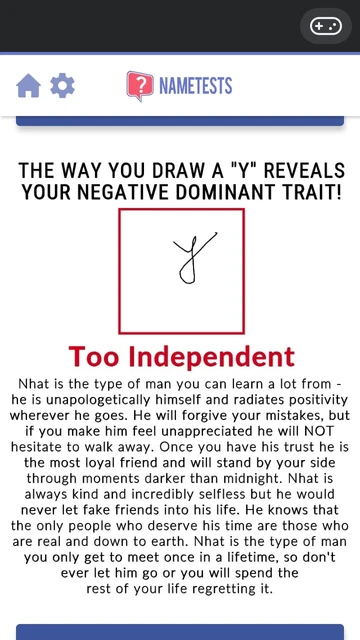 NAMETESTS
THE WAY YOU DRAW A "Y" REVEALS
YOUR NEGATIVE DOMINANT TRAIT!
y
Too Independent
Nhat is the type of man you can learn a lot from -
he is unapologetically himself and radiates positivity
wherever he goes. He will forgive your mistakes, but
if you make him feel unappreciated he will NOT
hesitate to walk away. Once you have his trust he is
the most loyal friend and will stand by your side
through moments darker than midnight. Nhat is
always kind and incredibly selfless but he would
never let fake friends into his life. He knows that
the only people who deserve his time are those who
are real and down to earth. Nhat is the type of man
you only get to meet once in a lifetime, so don't
ever let him go or you will spend the
rest of your life regretting it.